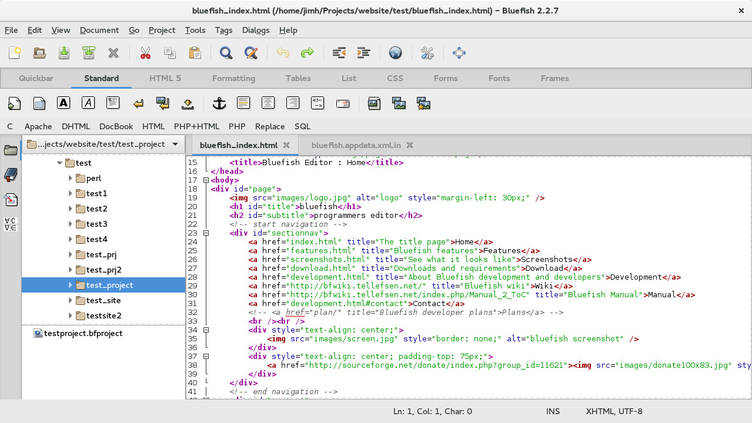 bluefish_index.html (/home/jimh/Projects/website/test/bluefish_index.html) – Bluefish 2.2.7
File Edit View Document Go Project Tools Tags Dialogs Help
Quickbar Standard HTML 5 Formatting Tables List CSS Forms Fonts Frames
C Apache DHTML DocBook HTML PHP+HTML PHP Replace SQL
...jects/website/test/test_project
test
perl
test1
test2
test3
test4
test_prj
test_prj2
test_project
test_site
testsite2
testproject.bfproject
bluefish_index.html bluefish.appdata.xml.in
15 <title>Bluefish Editor : Home</title>
16 </head>
17 <body>
18 <div id="page">
19 <img src="images/logo.jpg" alt="logo" style="margin-left: 30px;" />
20 <h1 id="title">bluefish</h1>
21 <h2 id="subtitle">programmers editor</h2>
22 <!-- start navigation -->
23 <div id="sectionnav">
24 <a href="index.html" title="The title page">Home</a>
25 <a href="features.html" title="Bluefish features">Features</a>
26 <a href="screenshots.html" title="See what it looks like">Screenshots</a>
27 <a href="download.html" title="Downloads and requirements">Download</a>
28 <a href="development.html" title="About Bluefish development and developers">Development</a>
29 <a href="http://bfwiki.tellefsen.net/" title="Bluefish wiki">Wiki</a>
30 <a href="http://bfwiki.tellefsen.net/index.php/Manual_2_ToC" title="Bluefish Manual">Manual</a>
31 <a href="development.html#contact">Contact</a>
32 <!-- <a href="plan/" title="Bluefish developer plans">Plans</a> -->
33 <br /><br />
34 <div style="text-align: center;">
35 <img src="images/screen.jpg" style="border: none;" alt="bluefish screenshot" />
36 </div>
37 <div style="text-align: center; padding-top: 75px;">
38 <a href="http://sourceforge.net/donate/index.php?group_id=11621"><img src="images/donate100x83.jpg" sty
39 </div>
40 </div>
41 <!-- end navigation -->
Ln: 1, Col: 1, Char: 0 INS XHTML, UTF-8